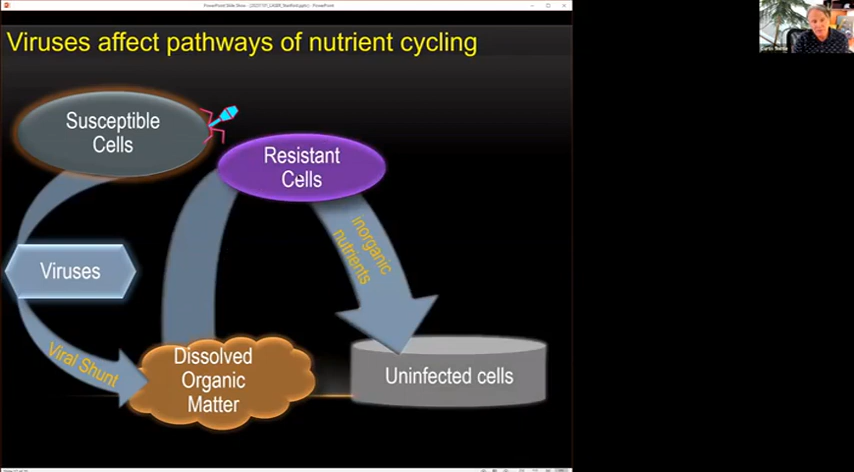 Viruses affect pathways of nutrient cycling
Susceptible
Cells
Resistant
Cells
inorganic
nutrients
Viruses
Viral Shunt
Dissolved
Organic
Matter
Uninfected cells